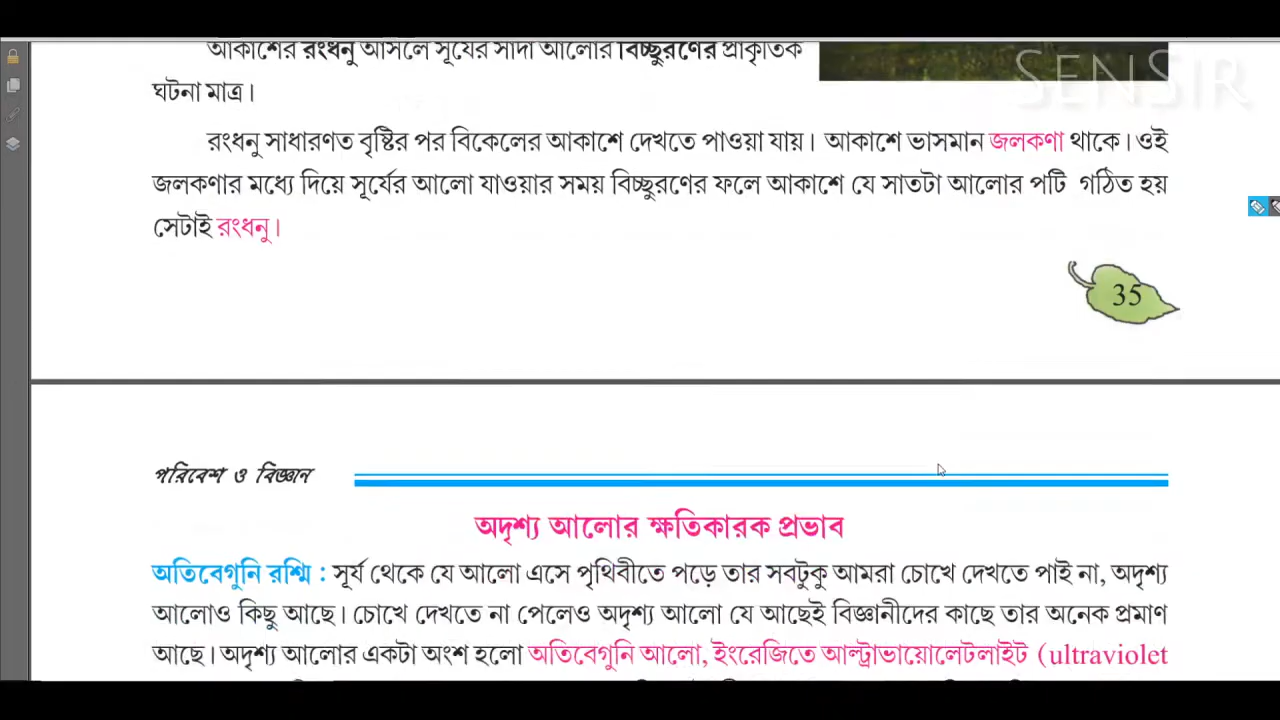 আকাশের রংধনু আসলে সূর্যের সাদা আলোর বিচ্ছুরণের প্রাকৃতিক
SENSIR
ঘটনা মাত্র।
রংধনু সাধারণত বৃষ্টির পর বিকেলের আকাশে দেখতে পাওয়া যায়। আকাশে ভাসমান জলকণা থাকে। ওই
জলকণার মধ্যে দিয়ে সূর্যের আলো যাওয়ার সময় বিচ্ছুরণের ফলে আকাশে যে সাতটা আলোর পটি গঠিত হয়
সেটাই রংধনু।
35
পরিবেশ ও বিজ্ঞান
অদৃশ্য আলোর ক্ষতিকারক প্রভাব
অতিবেগুনি রশ্মি : সূর্য থেকে যে আলো এসে পৃথিবীতে পড়ে তার সবটুকু আমরা চোখে দেখতে পাই না, অদৃশ্য
আলোও কিছু আছে। চোখে দেখতে না পেলেও অদৃশ্য আলো যে আছেই বিজ্ঞানীদের কাছে তার অনেক প্রমাণ
আছে। অদৃশ্য আলোর একটা অংশ হলো অতিবেগুনি আলো, ইংরেজিতে আল্ট্রাভায়োলেটলাইট (ultraviolet